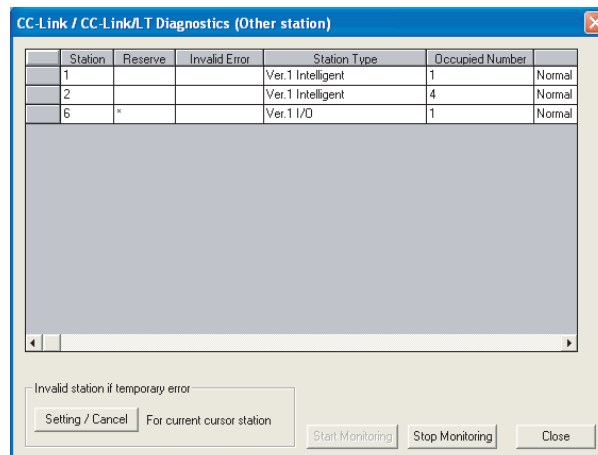 CC-Link / CC-Link/LT Diagnostics (Other station)
Station Reserve Invalid Error Station Type Occupied Number
1 Ver.1 Intelligent 1 Normal
2 Ver.1 Intelligent 4 Normal
6 * Ver.1 I/O 1 Normal
Invalid station if temporary error
Setting / Cancel For current cursor station
Start Monitoring Stop Monitoring Close